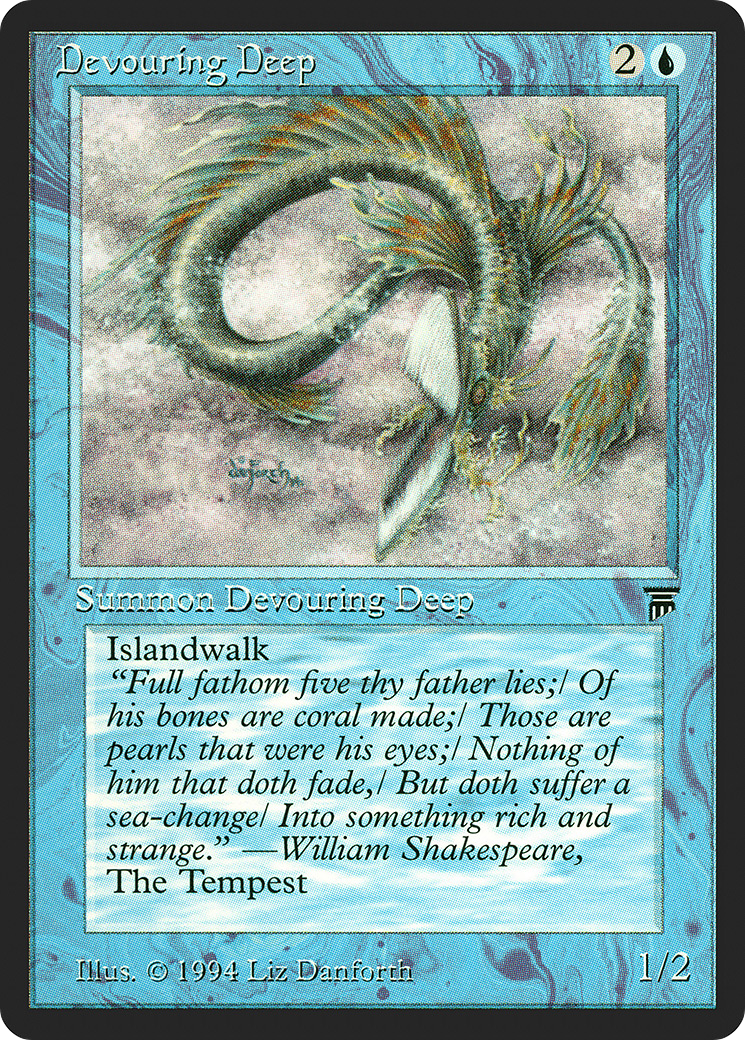 Devouring Deep 2
Summon Devouring Deep
Islandwalk
“Full fathom five thy father lies;/ Of
his bones are coral made;/ Those are
pearls that were his eyes;/ Nothing of
him that doth fade,/ But doth suffer a
sea-change/ Into something rich and
strange.” —William Shakespeare,
The Tempest
Illus. © 1994 Liz Danforth 1/2